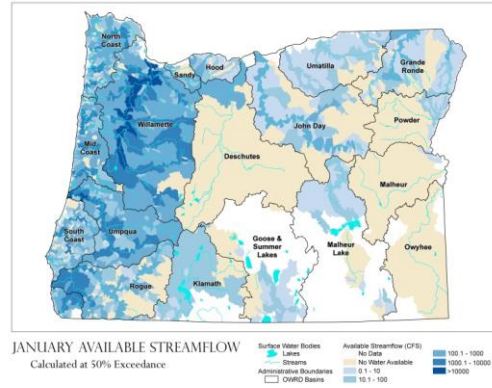 North
Coast
Hood
Sandy
Umatilla
Grande
Ronde
Willamette
John Day
Powder
Mid
Coast
Deschutes
Malheur
South
Coast
Umpqua
Goose &
Summer
Lakes
Malheur
Lake
Owyhee
Rogue
Klamath
JANUARY AVAILABLE STREAMFLOW
Calculated at 50% Exceedance
Surface Water Bodies
Lakes
Streams
Administrative Boundaries
OWRD Basins
Available Streamflow (CFS)
No Data
No Water Available
0.1 - 10
10.1 - 100
100.1 - 1000
1000.1 - 10000
>10000